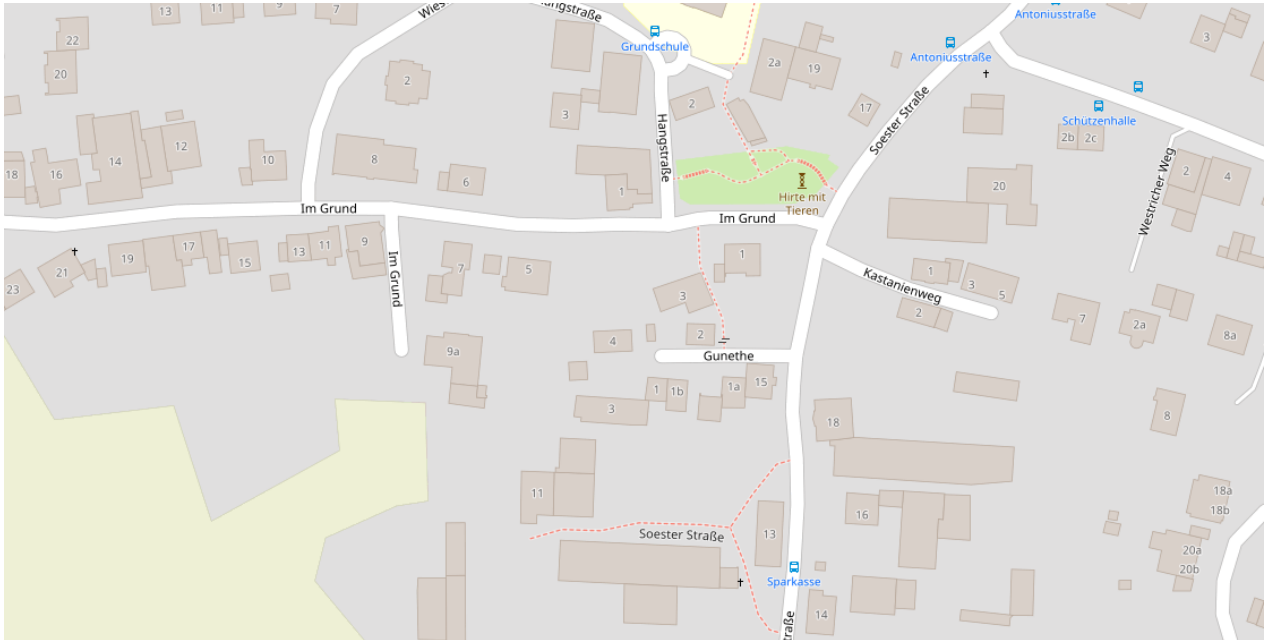 13
11
9
7
Wies
angstraße
Grundschule
Antoniusstraße
Antoniusstraße
3
22
20
2
2a
19
17
Schützenhalle
3
2
Hangstraße
Soester Straße
2b
2c
14
12
10
8
6
1
18
16
Hirte mit
Tieren
20
2
4
Westricher Weg
Im Grund
Im Grund
21
19
17
15
13
11
9
Im Grund
7
5
1
3
Kastanienweg
1
3
5
2
7
2a
8a
23
9a
4
2
Gunethe
1
1b
1a
15
3
18
8
11
Soester Straße
13
16
18a
18b
20a
20b
Sparkasse
14
traße